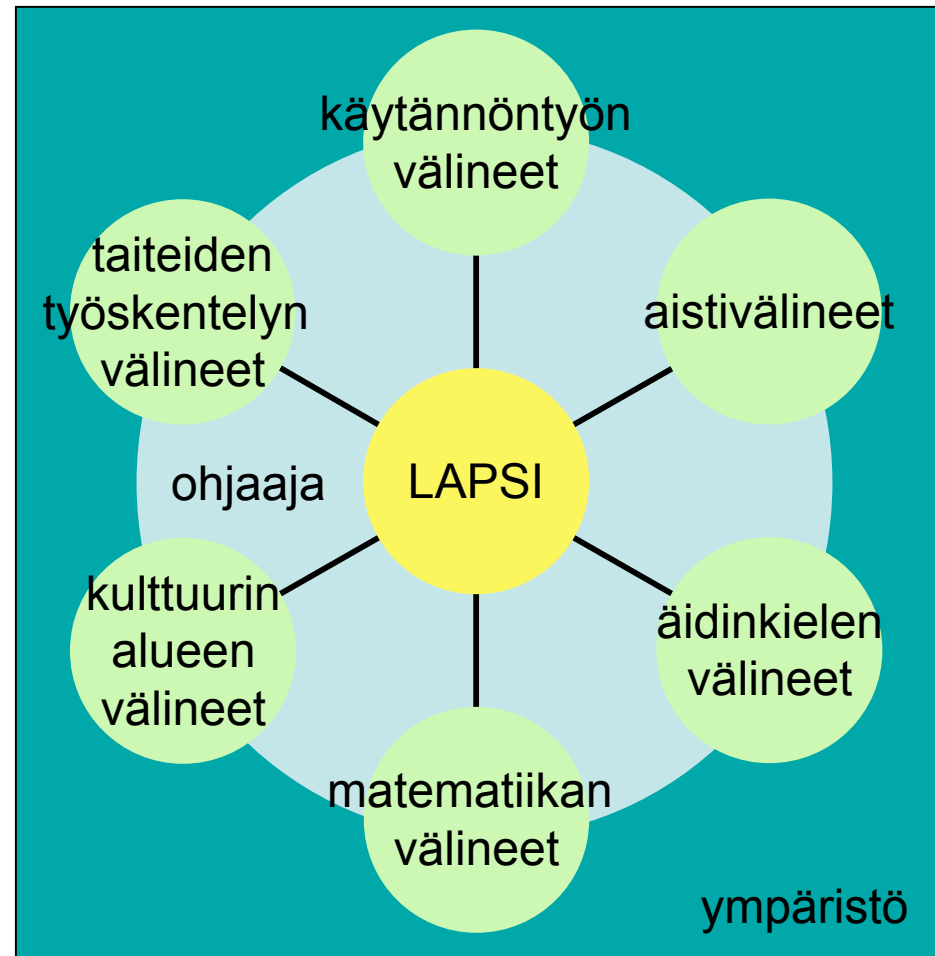 käytännöntyön
välineet
taiteiden
työskentelyn
välineet
aistivälineet
ohjaaja
LAPSI
kulttuurin
alueen
välineet
äidinkielen
välineet
matematiikan
välineet
ympäristö